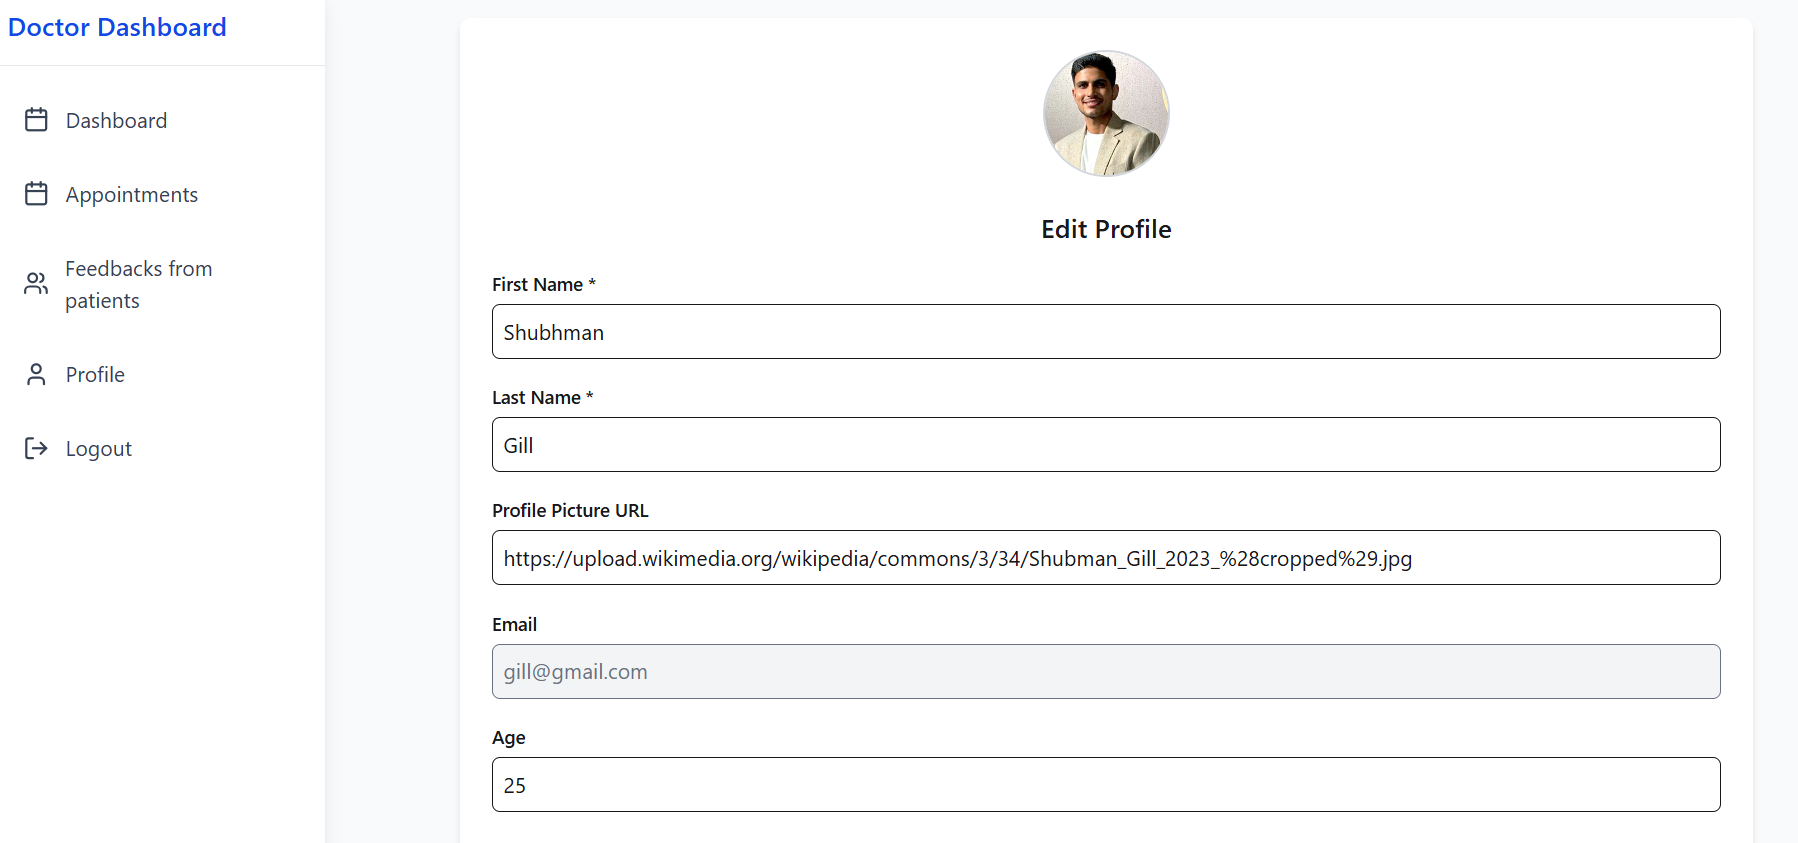 Doctor Dashboard
Dashboard
Appointments
Feedbacks from
patients
Profile
Logout
Edit Profile
First Name *
Shubhman
Last Name *
Gill
Profile Picture URL
https://upload.wikimedia.org/wikipedia/commons/3/34/Shubman_Gill_2023_%28cropped%29.jpg
Email
gill@gmail.com
Age
25